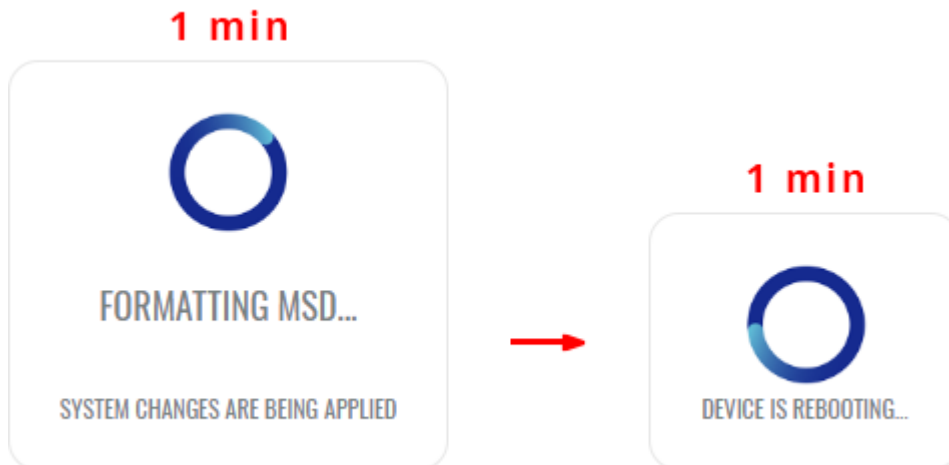 1 min
FORMATTING MSD...
SYSTEM CHANGES ARE BEING APPLIED
1 min
DEVICE IS REBOOTING...